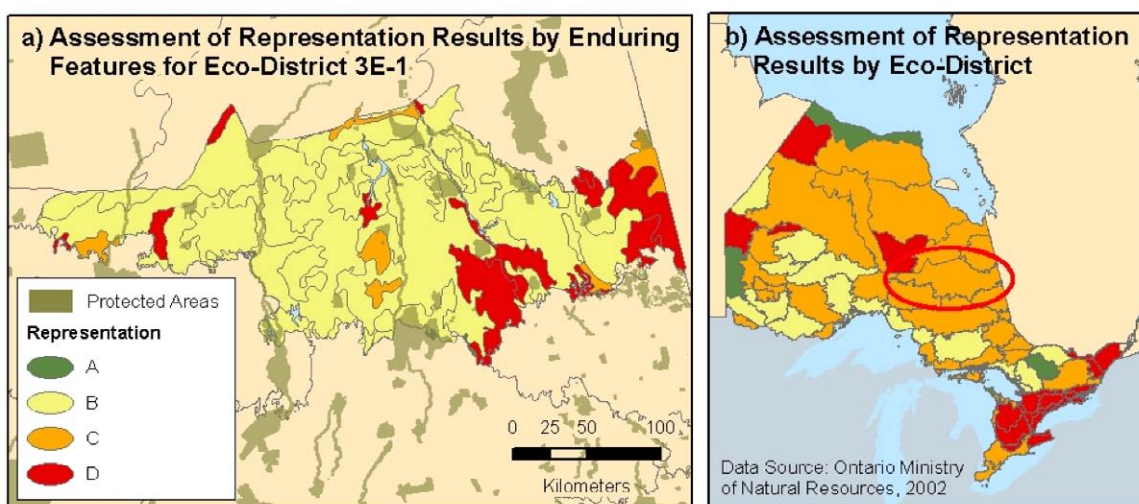 a) Assessment of Representation Results by Enduring
Features for Eco-District 3E-1
Protected Areas
Representation
A
B
C
D
0 25 50 100
Kilometers
b) Assessment of Representation
Results by Eco-District
Data Source: Ontario Ministry
of Natural Resources, 2002